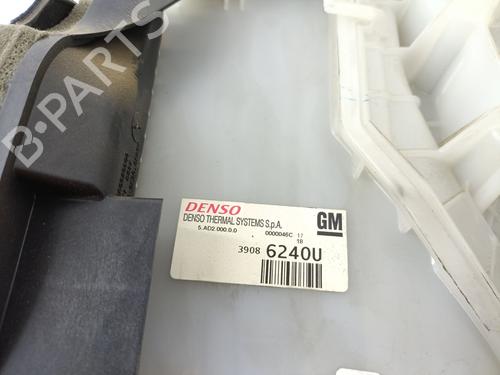 B-PARTS
DENSO
DENSO THERMAL SYSTEMS S.p.A.
GM
5.AD2.000.0.0 . 0000046C 17
18
3908 6240U